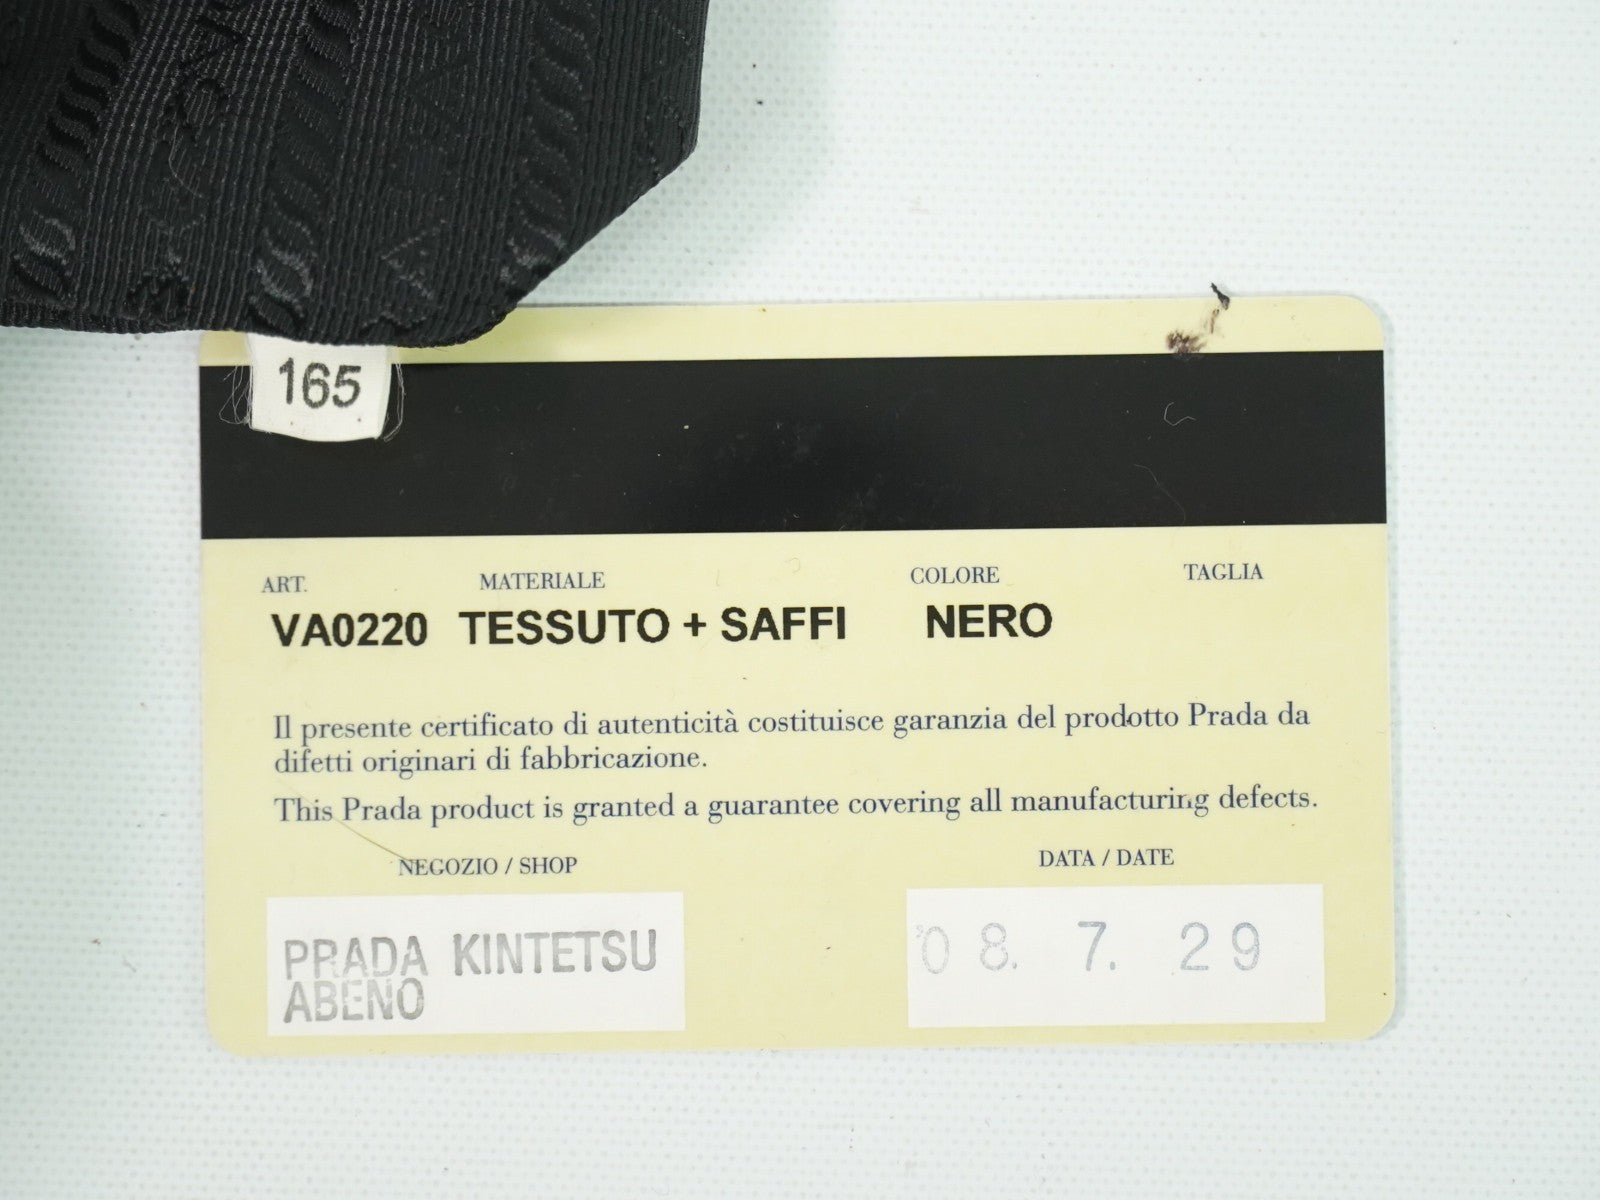 165
ART. MATERIALE COLORE TAGLIA
VA0220 TESSUTO + SAFFI NERO
Il presente certificato di autenticità costituisce garanzia del prodotto Prada da
difetti originari di fabbricazione.
This Prada product is granted a guarantee covering all manufacturing defects.
NEGOZIO / SHOP DATA / DATE
PRADA KINTETSU
ABENO
'08. 7. 29